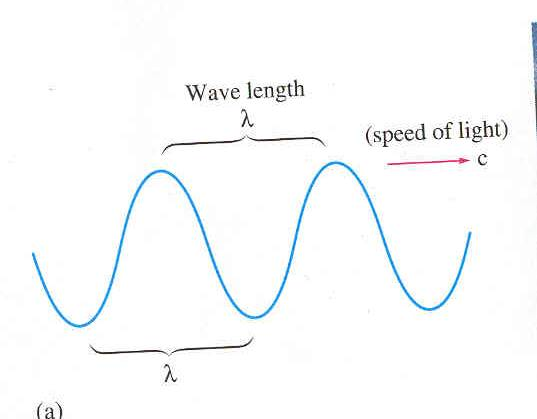 Wave length
λ
(speed of light)
c
λ
(a)